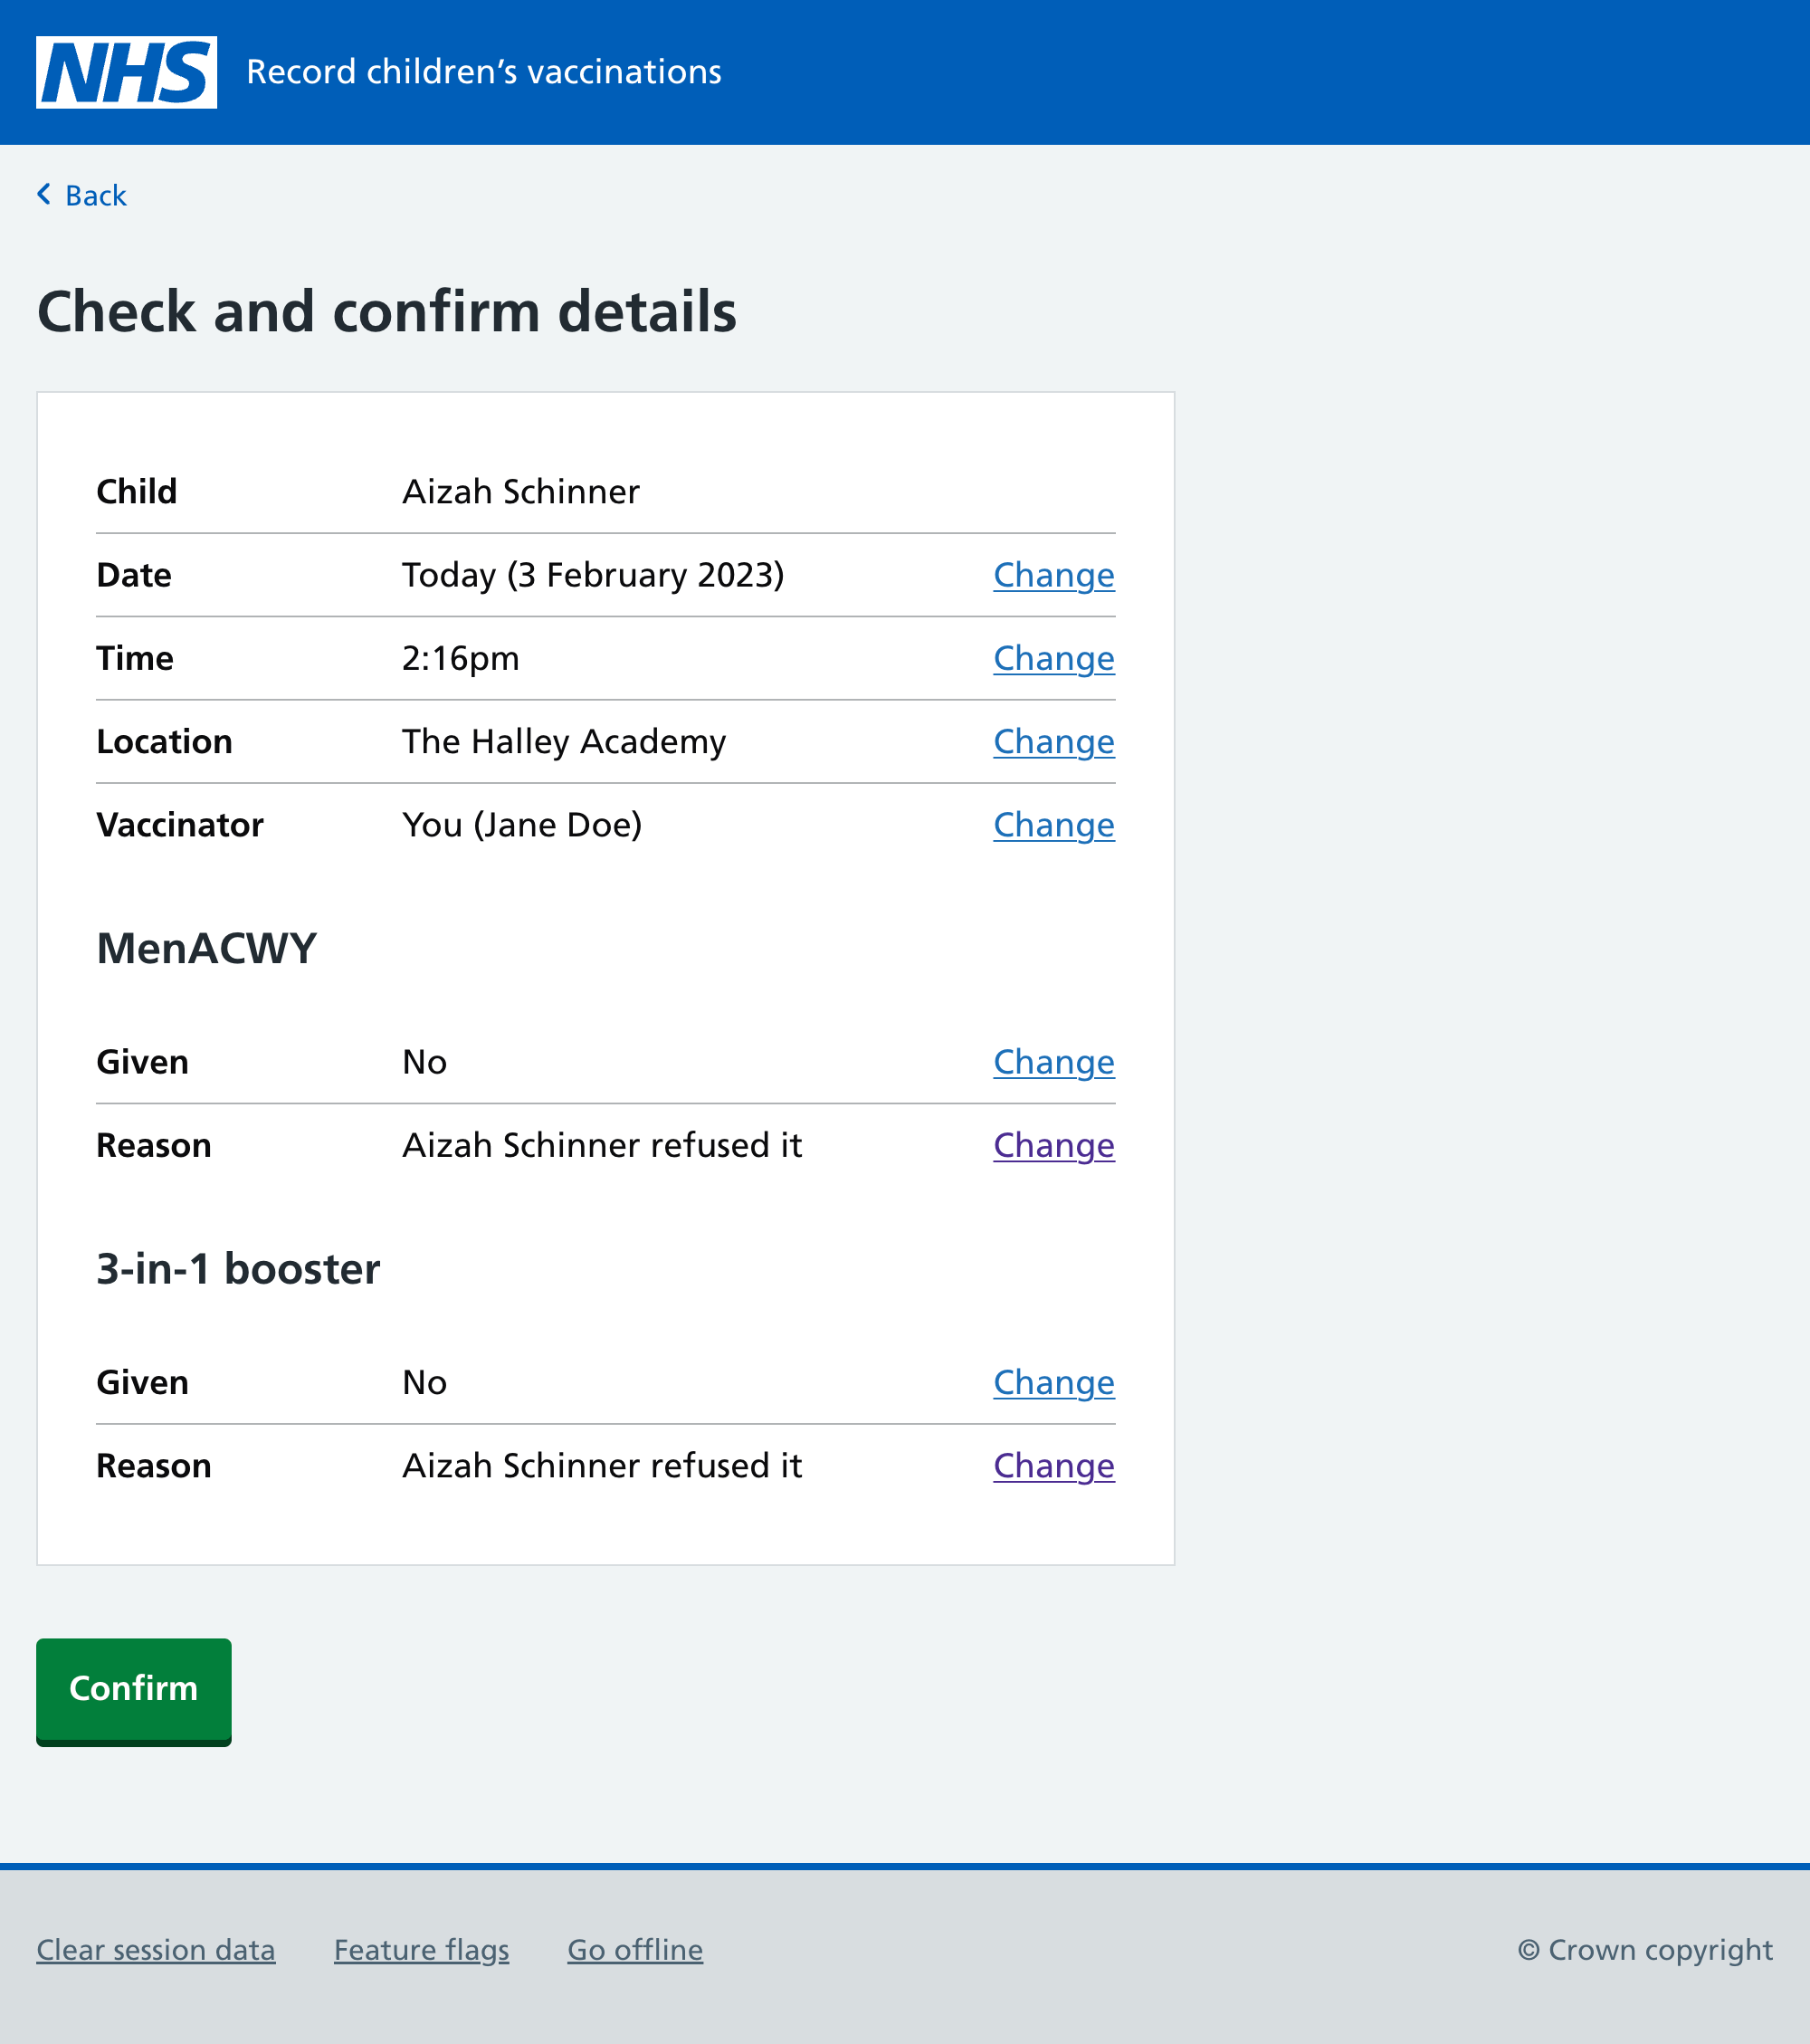 NHS Record children’s vaccinations
Back
Check and confirm details
Child Aizah Schinner
Date Today (3 February 2023) Change
Time 2:16pm Change
Location The Halley Academy Change
Vaccinator You (Jane Doe) Change
MenACWY
Given No Change
Reason Aizah Schinner refused it Change
3-in-1 booster
Given No Change
Reason Aizah Schinner refused it Change
Confirm
Clear session data Feature flags Go offline © Crown copyright